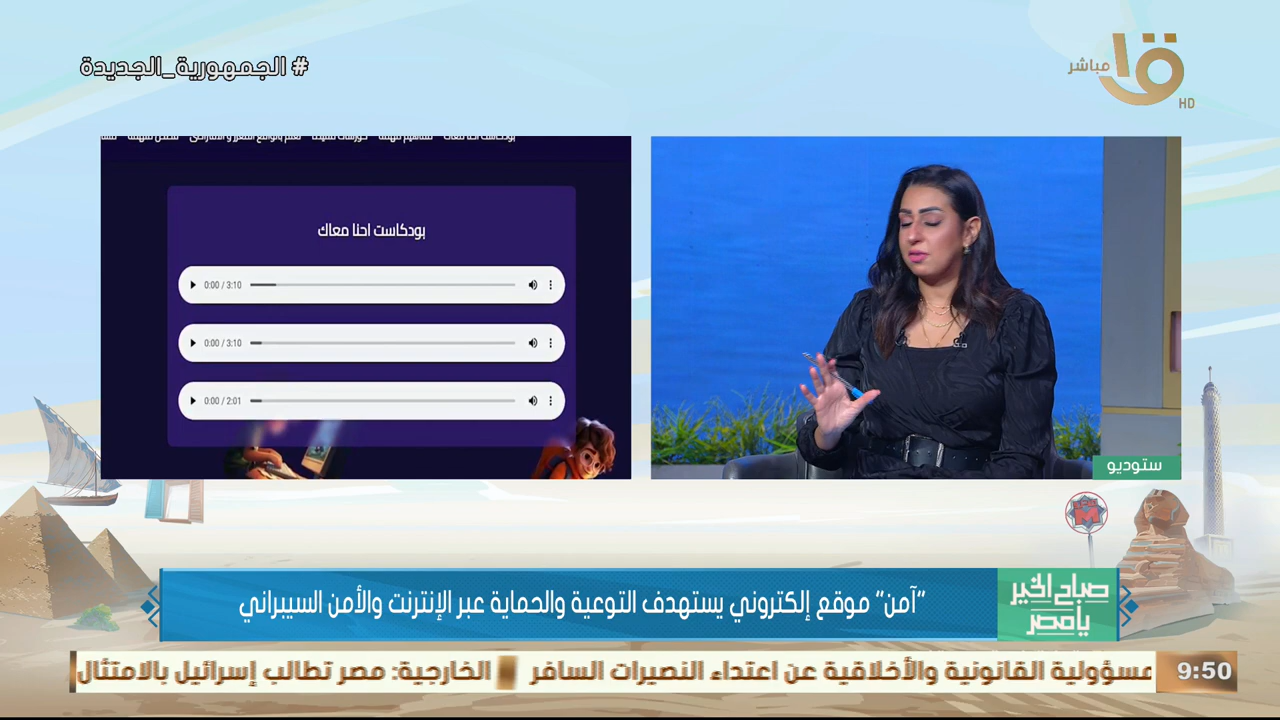 # الجمهورية_الجديدة
مباشر
HD
بودكاست احنا معاك
0:00 / 3:10
0:00 / 3:10
0:00 / 2:01
ستوديو
صباح الخير
يا مصر
“آمن” موقع إلكتروني يستهدف التوعية والحماية عبر الإنترنت والأمن السيبراني
9:50
مسؤولية القانونية والأخلاقية عن اعتداء النصيرات السافر
الخارجية: مصر تطالب إسرائيل بالامتثال